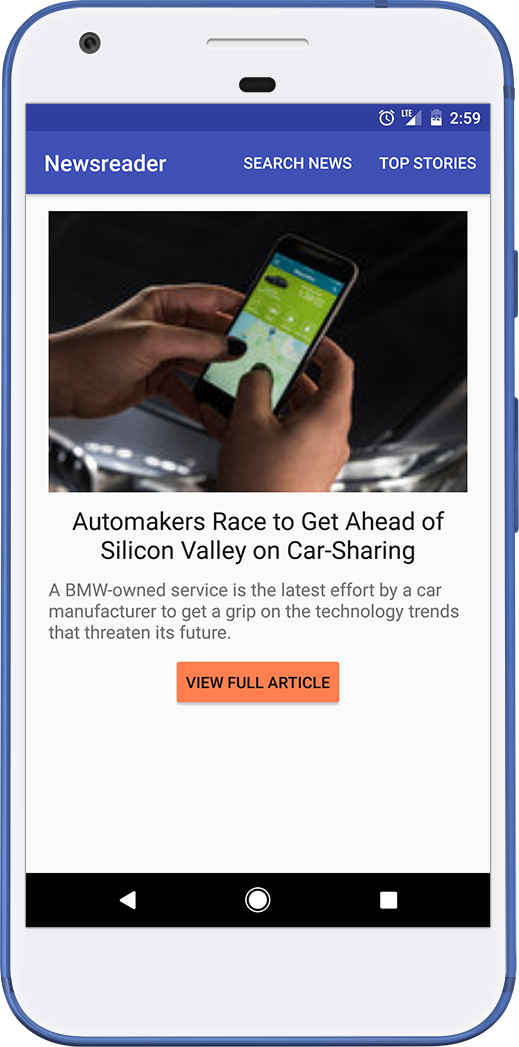 LTE 92 2:59
Newsreader SEARCH NEWS TOP STORIES
Automakers Race to Get Ahead of
Silicon Valley on Car-Sharing
A BMW-owned service is the latest effort by a car
manufacturer to get a grip on the technology trends
that threaten its future.
VIEW FULL ARTICLE